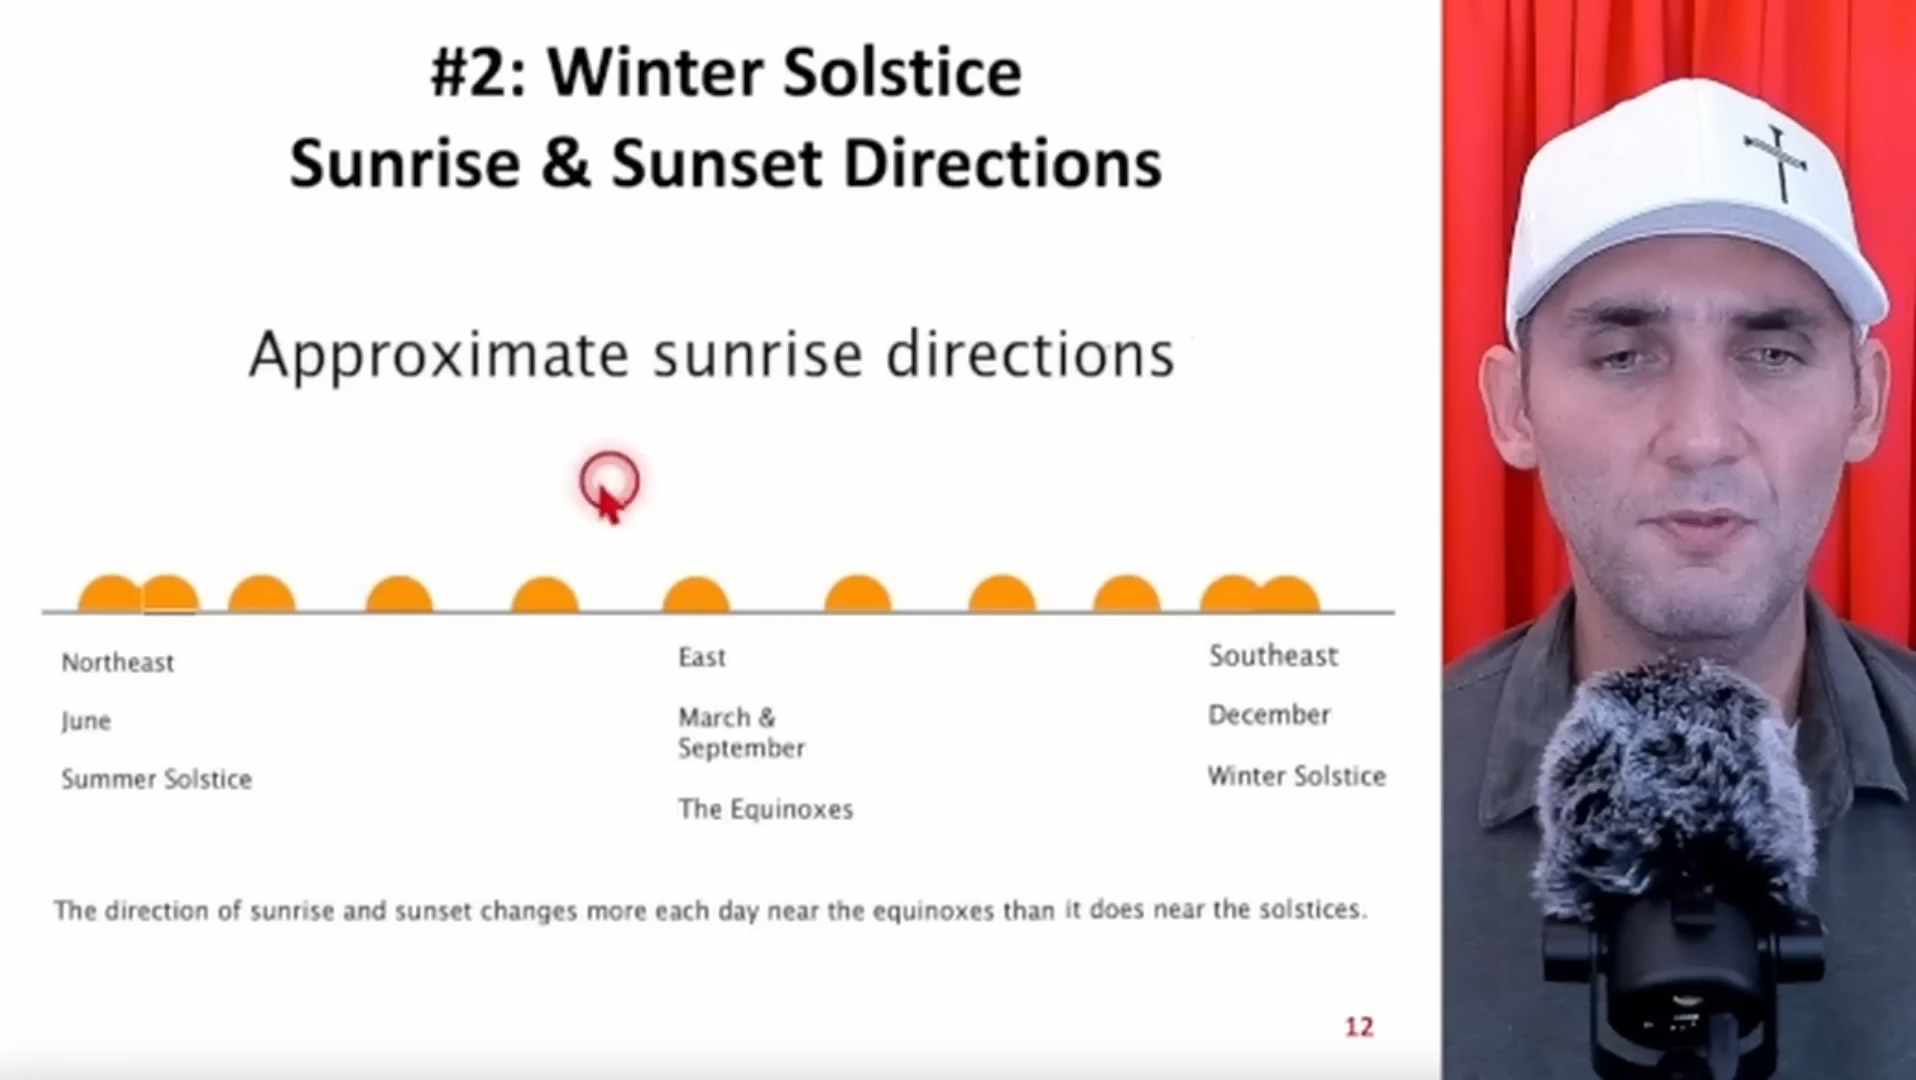 #2: Winter Solstice
Sunrise & Sunset Directions
Approximate sunrise directions
Northeast
June
Summer Solstice
East
March &
September
The Equinoxes
Southeast
December
Winter Solstice
The direction of sunrise and sunset changes more each day near the equinoxes than it does near the solstices.
12